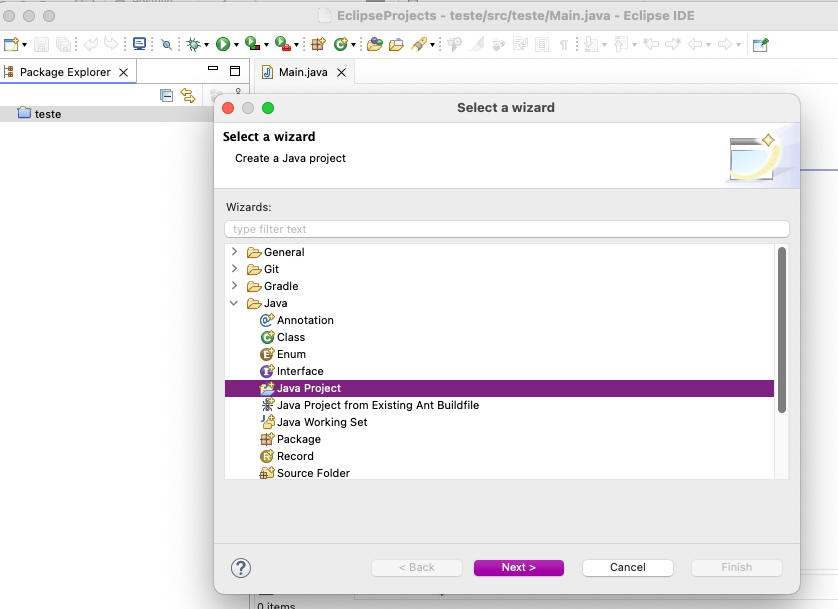 EclipseProjects - teste/src/teste/Main.java - Eclipse IDE
Package Explorer
Main.java
teste
Select a wizard
Select a wizard
Create a Java project
Wizards:
type filter text
General
Git
Gradle
Java
Annotation
Class
Enum
Interface
Java Project
Java Project from Existing Ant Buildfile
Java Working Set
Package
Record
Source Folder
? < Back Next > Cancel Finish
0 items